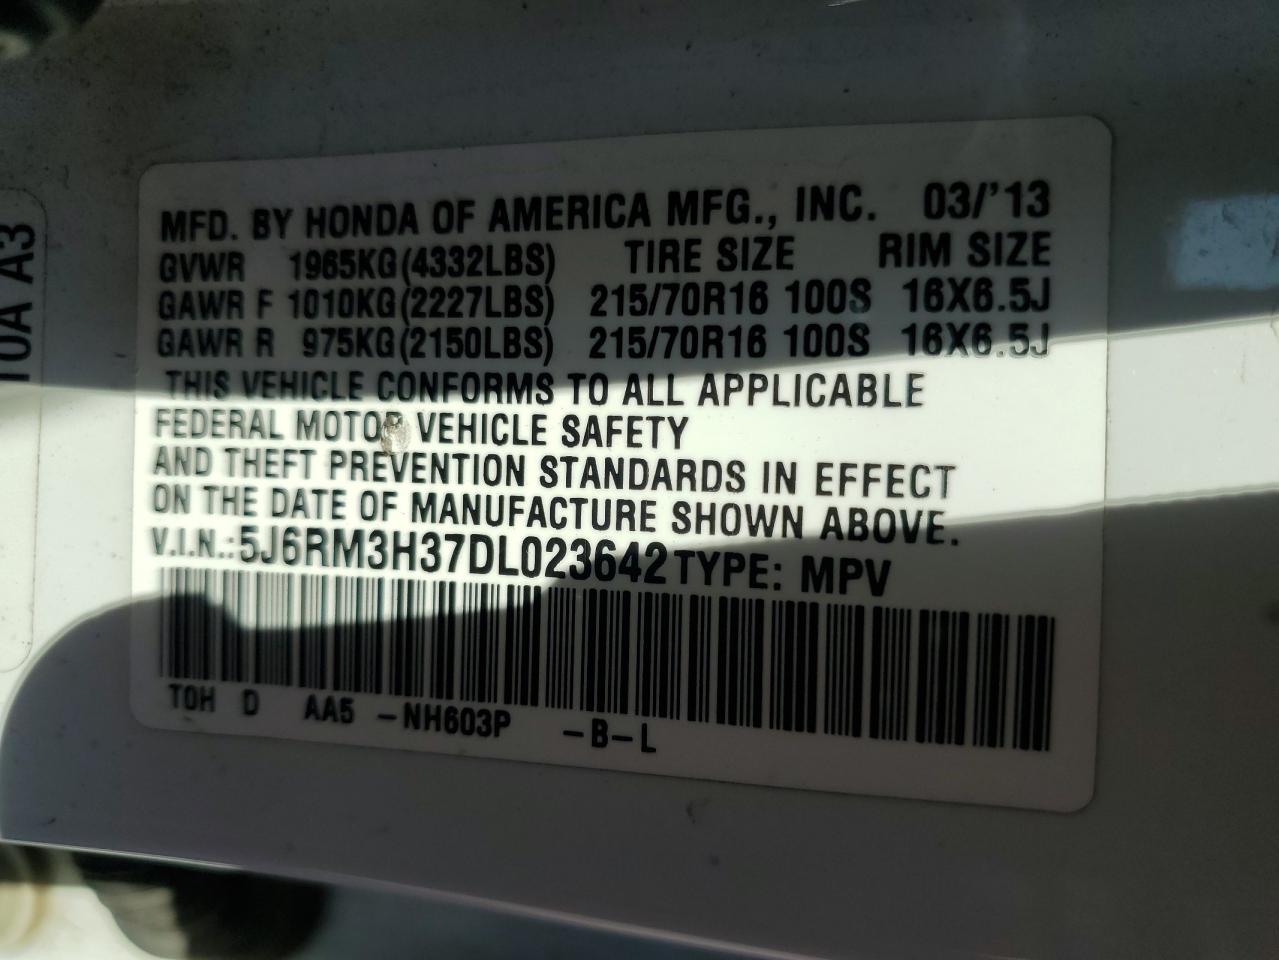 MFD. BY HONDA OF AMERICA MFG., INC. 03/'13
GVWR 1965KG(4332LBS) TIRE SIZE RIM SIZE
GAWR F 1010KG(2227LBS) 215/70R16 100S 16X6.5J
GAWR R 975KG(2150LBS) 215/70R16 100S 16X6.5J
THIS VEHICLE CONFORMS TO ALL APPLICABLE
FEDERAL MOTOR VEHICLE SAFETY
AND THEFT PREVENTION STANDARDS IN EFFECT
ON THE DATE OF MANUFACTURE SHOWN ABOVE.
V.I.N.:5J6RM3H37DL023642 TYPE: MPV
TOH D AA5 -NH603P -B-L
A3